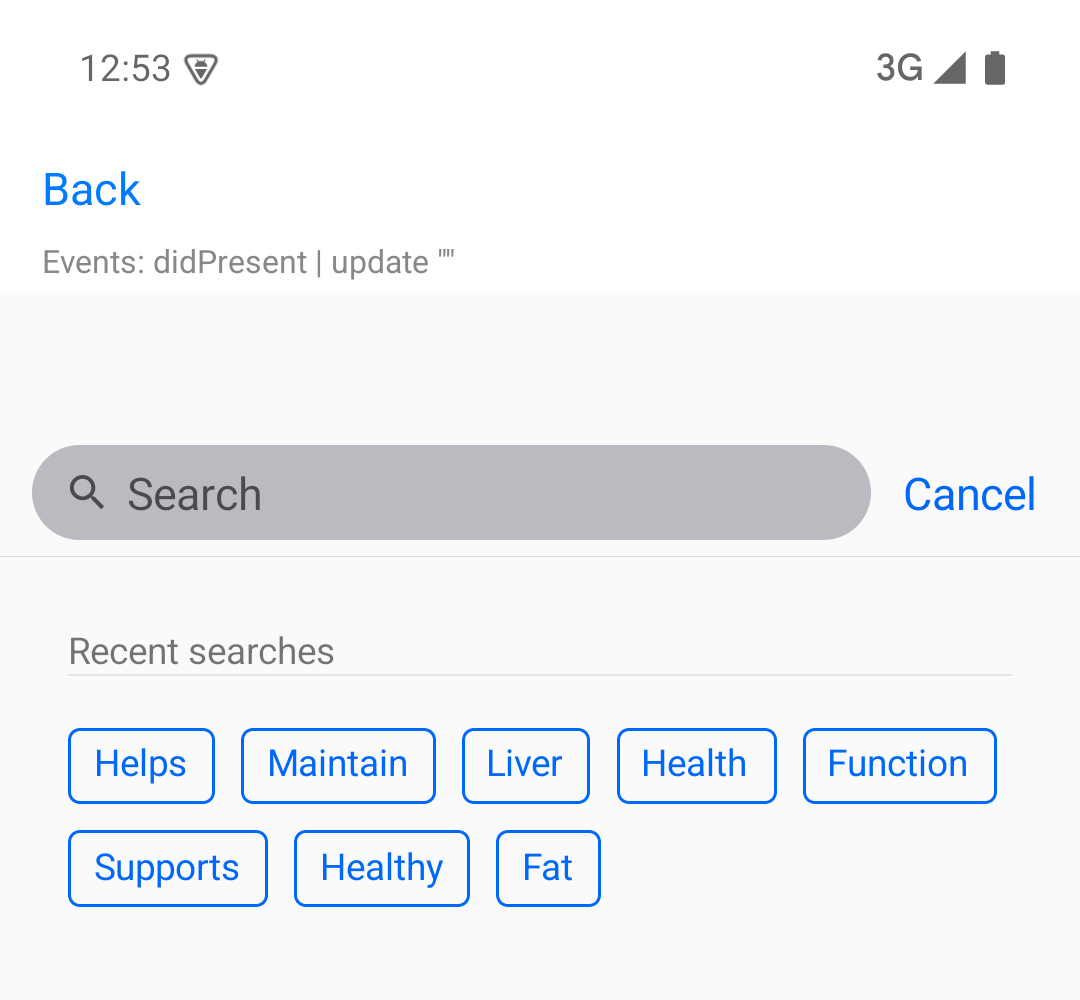 12:53 3G
Back
Events: didPresent | update ""
Search Cancel
Recent searches
Helps Maintain Liver Health Function
Supports Healthy Fat